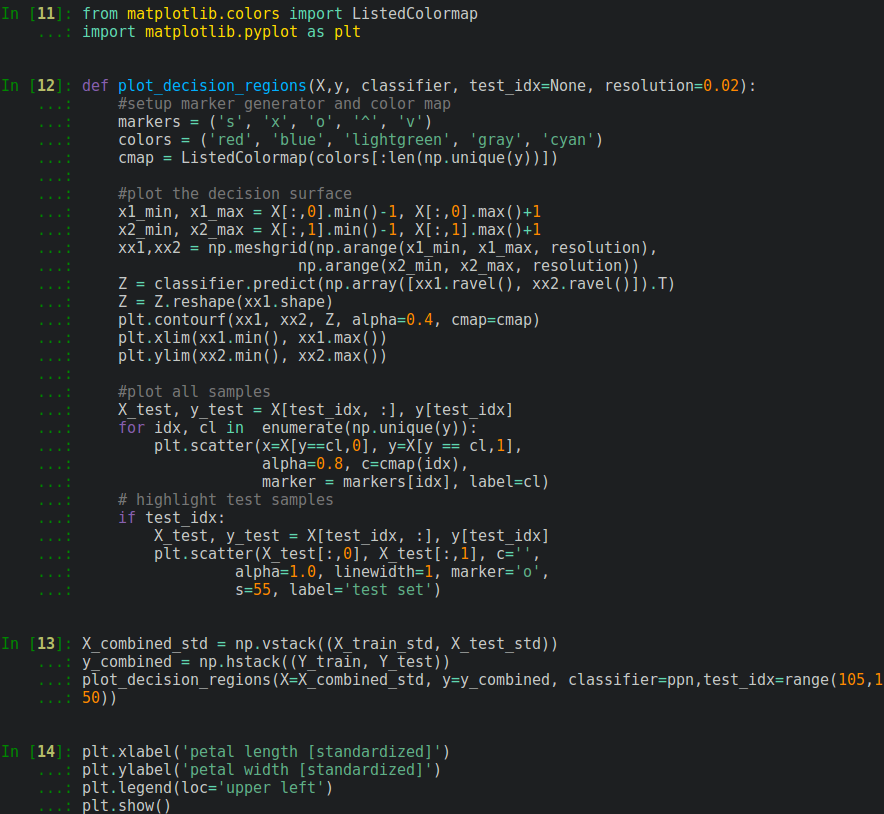 In [11]: from matplotlib.colors import ListedColormap
    ...: import matplotlib.pyplot as plt
In [12]: def plot_decision_regions(X,y, classifier, test_idx=None, resolution=0.02):
    ...:     #setup marker generator and color map
    ...:     markers = ('s', 'x', 'o', '^', 'v')
    ...:     colors = ('red', 'blue', 'lightgreen', 'gray', 'cyan')
    ...:     cmap = ListedColormap(colors[:len(np.unique(y))])
    ...:
    ...:     #plot the decision surface
    ...:     x1_min, x1_max = X[:,0].min()-1, X[:,0].max()+1
    ...:     x2_min, x2_max = X[:,1].min()-1, X[:,1].max()+1
    ...:     xx1,xx2 = np.meshgrid(np.arange(x1_min, x1_max, resolution),
    ...:                         np.arange(x2_min, x2_max, resolution))
    ...:     Z = classifier.predict(np.array([xx1.ravel(), xx2.ravel()]).T)
    ...:     Z = Z.reshape(xx1.shape)
    ...:     plt.contourf(xx1, xx2, Z, alpha=0.4, cmap=cmap)
    ...:     plt.xlim(xx1.min(), xx1.max())
    ...:     plt.ylim(xx2.min(), xx2.max())
    ...:
    ...:     #plot all samples
    ...:     X_test, y_test = X[test_idx, :], y[test_idx]
    ...:     for idx, cl in  enumerate(np.unique(y)):
    ...:         plt.scatter(x=X[y==cl,0], y=X[y == cl,1],
    ...:                     alpha=0.8, c=cmap(idx),
    ...:                     marker = markers[idx], label=cl)
    ...:     # highlight test samples
    ...:     if test_idx:
    ...:         X_test, y_test = X[test_idx, :], y[test_idx]
    ...:         plt.scatter(X_test[:,0], X_test[:,1], c='',
    ...:                  alpha=1.0, linewidth=1, marker='o',
    ...:                  s=55, label='test set')
In [13]: X_combined_std = np.vstack((X_train_std, X_test_std))
    ...: y_combined = np.hstack((Y_train, Y_test))
    ...: plot_decision_regions(X=X_combined_std, y=y_combined, classifier=ppn,test_idx=range(105,1
    ...: 50))
In [14]: plt.xlabel('petal length [standardized]')
    ...: plt.ylabel('petal width [standardized]')
    ...: plt.legend(loc='upper left')
    ...: plt.show()